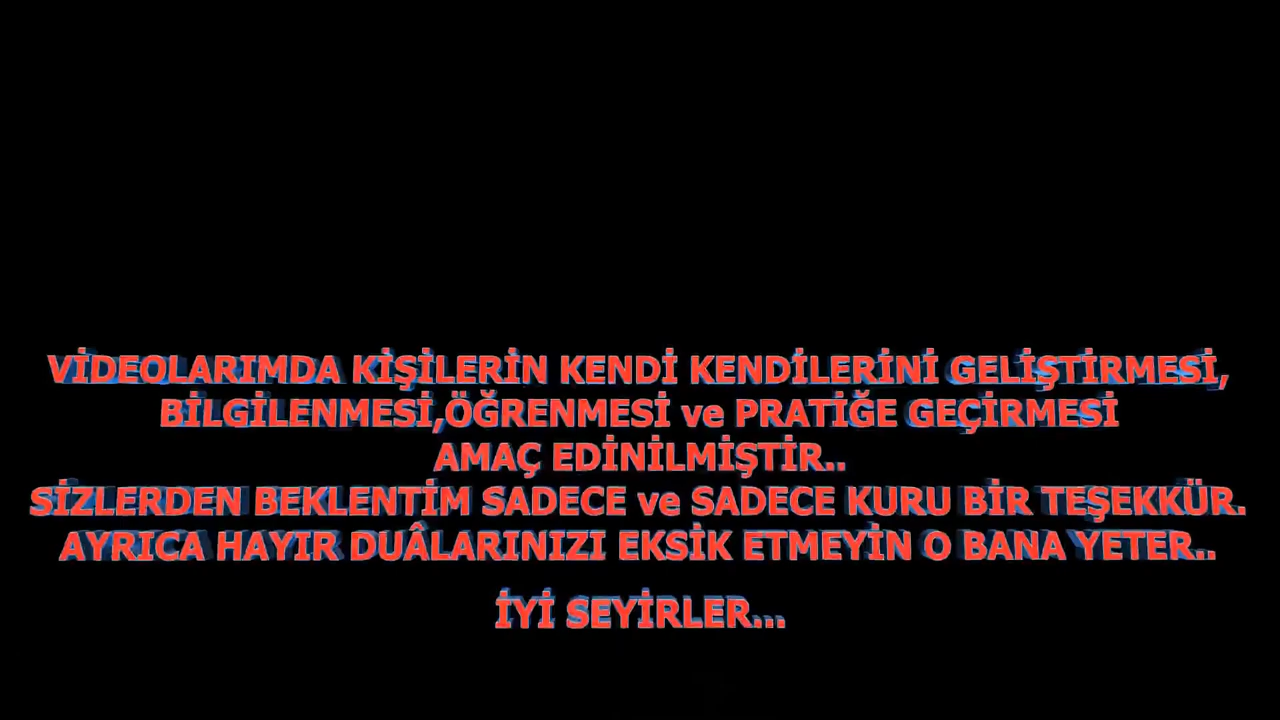 VİDEOLARIMDA KİŞİLERİN KENDİ KENDİLERİNİ GELİŞTİRMESİ,
BİLGİLENMESİ,ÖĞRENMESİ ve PRATİĞE GEÇİRMESİ
AMAÇ EDİNİLMİŞTİR..
SİZLERDEN BEKLENTİM SADECE ve SADECE KURU BİR TEŞEKKÜR.
AYRICA HAYIR DUÂLARINIZI EKSİK ETMEYİN O BANA YETER..
İYİ SEYİRLER...